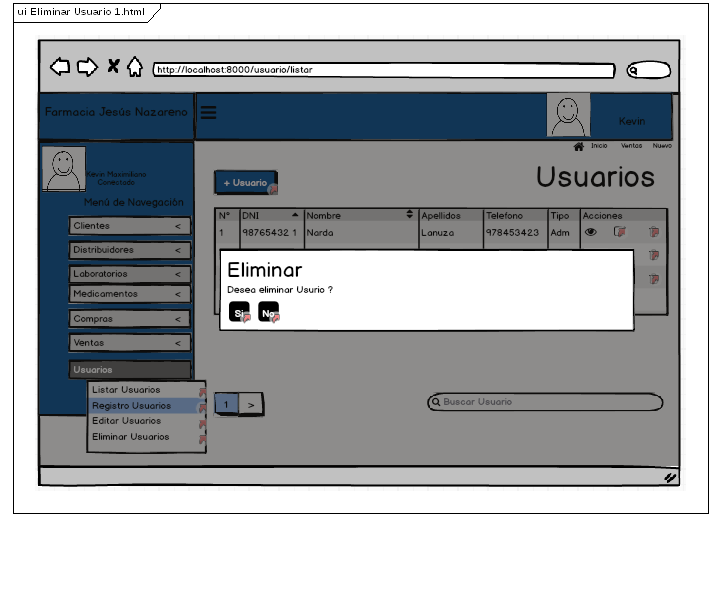 ui Eliminar Usuario 1.html
http://localhost:8000/usuario/listar
Farmacia Jesús Nazareno
Kevin
Inicio Ventas Nuevo
Kevin Maximiliano
Conectado
Menú de Navegación
Clientes <
Distribuidores <
Laboratorios <
Medicamentos <
Compras <
Ventas <
Usuarios
Listar Usuarios
Registro Usuarios
Editar Usuarios
Eliminar Usuarios
+ Usuario
Usuarios
N° DNI Nombre Apellidos Telefono Tipo Acciones
1 98765432 1 Narda Lanuza 978453423 Adm
Eliminar
Desea eliminar Usurio ?
Si No
1 >
Buscar Usuario